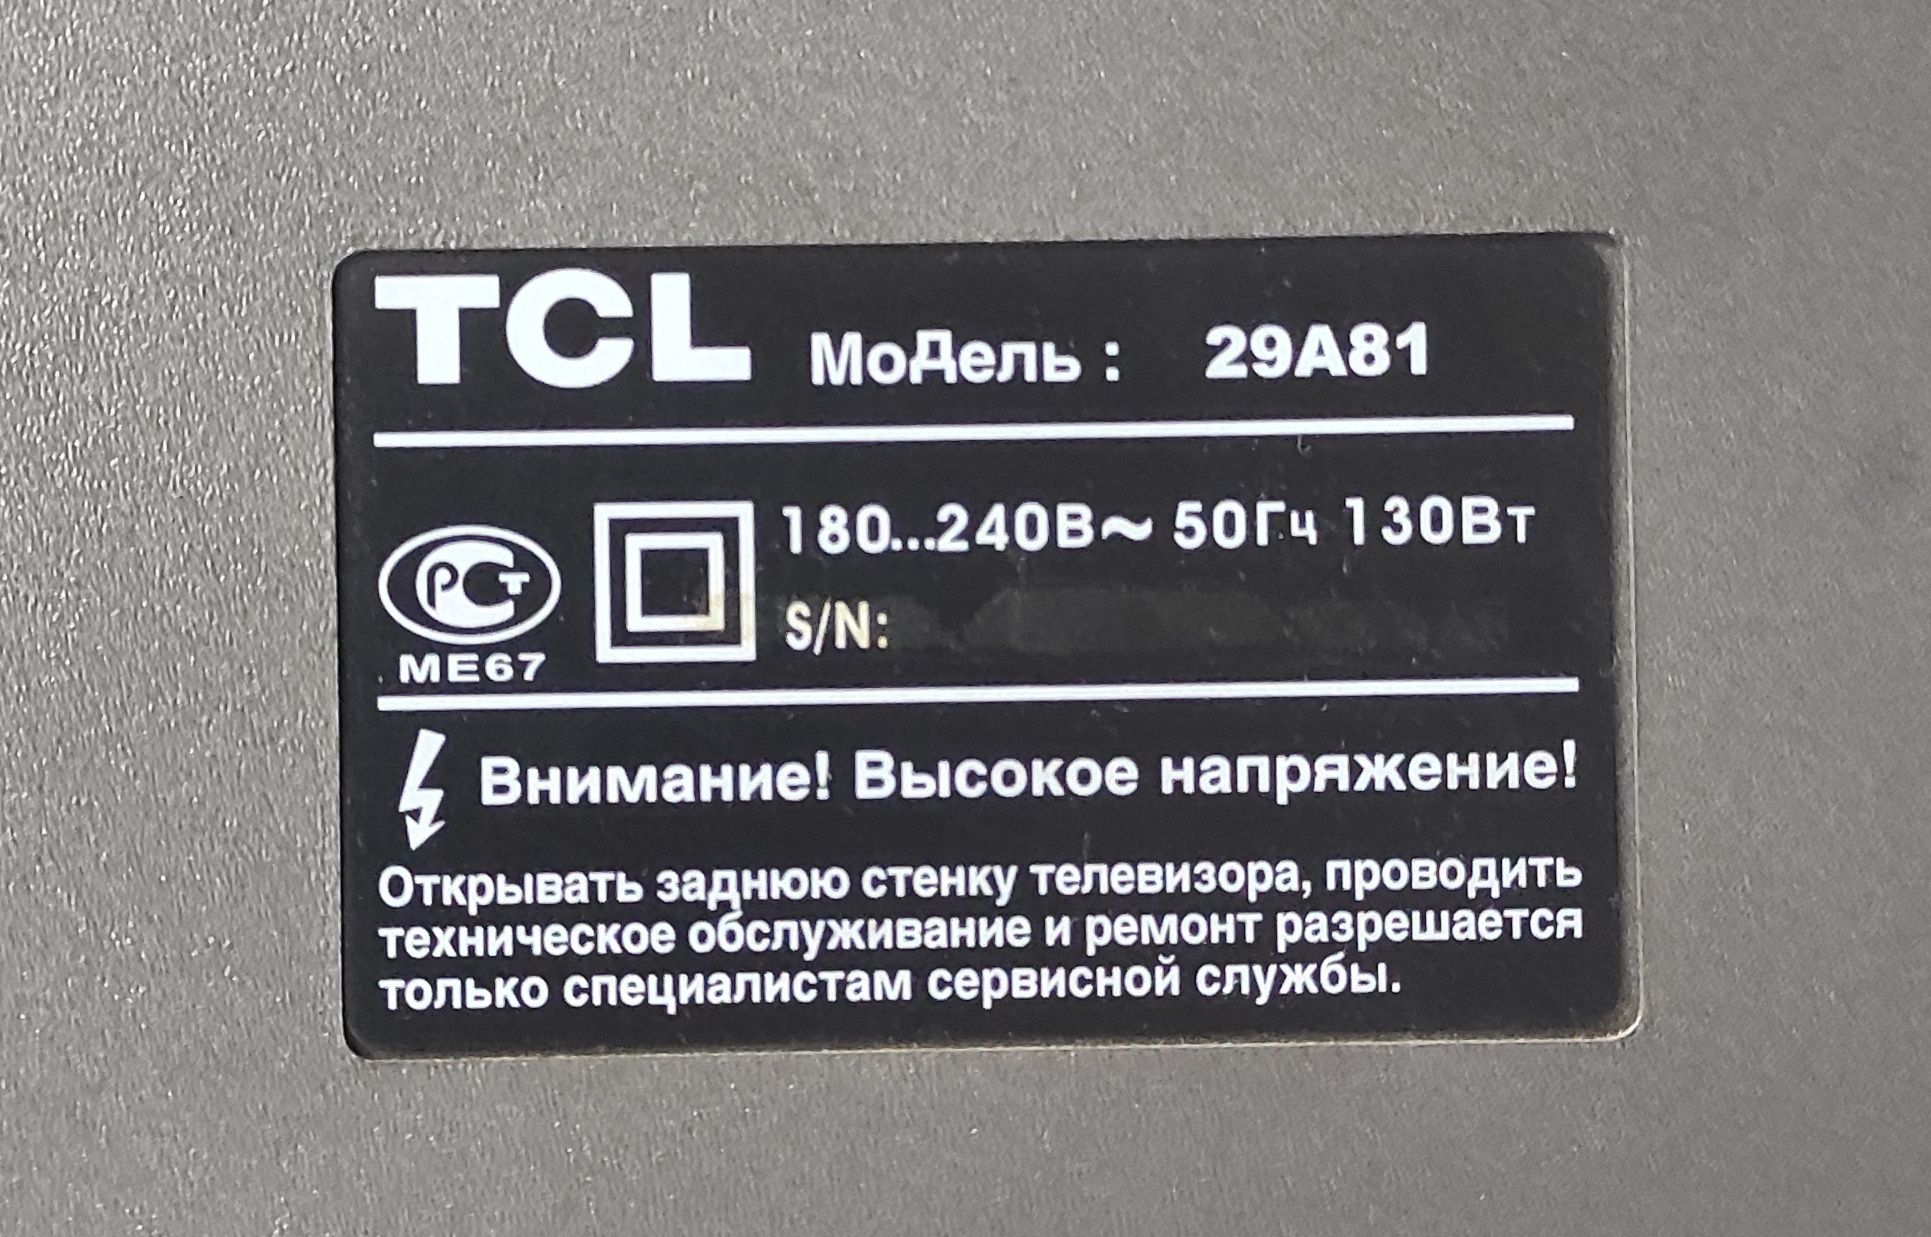 TCL МоДель : 29A81
180...240В~ 50Гц 130Вт
РСТ
S/N:
МЕ67
Внимание! Высокое напряжение!
Открывать заднюю стенку телевизора, проводить
техническое обслуживание и ремонт разрешается
только специалистам сервисной службы.